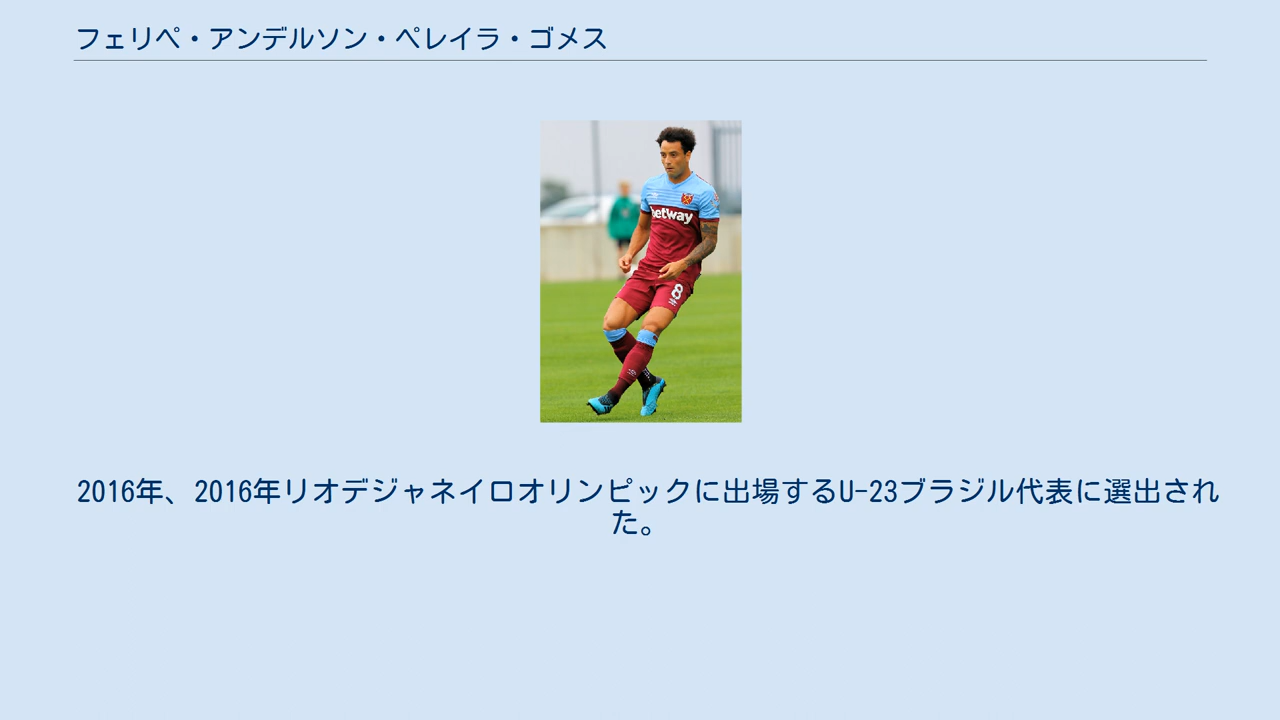 フェリペ・アンデルソン・ペレイラ・ゴメス
betway
8
2016年、2016年リオデジャネイロオリンピックに出場するU-23ブラジル代表に選出され
た。